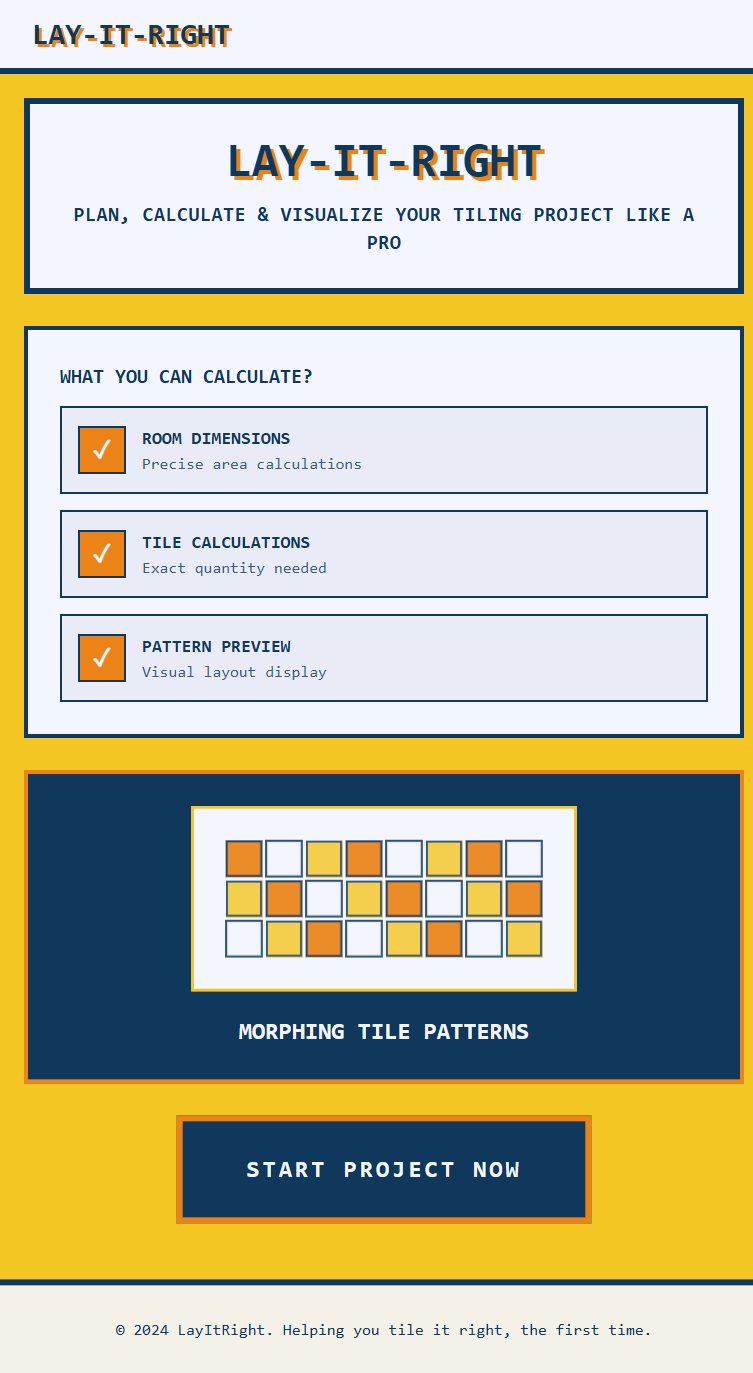 LAY-IT-RIGHT
LAY-IT-RIGHT
PLAN, CALCULATE & VISUALIZE YOUR TILING PROJECT LIKE A
PRO
WHAT YOU CAN CALCULATE?
✓
ROOM DIMENSIONS
Precise area calculations
✓
TILE CALCULATIONS
Exact quantity needed
✓
PATTERN PREVIEW
Visual layout display
MORPHING TILE PATTERNS
START PROJECT NOW
© 2024 LayItRight. Helping you tile it right, the first time.